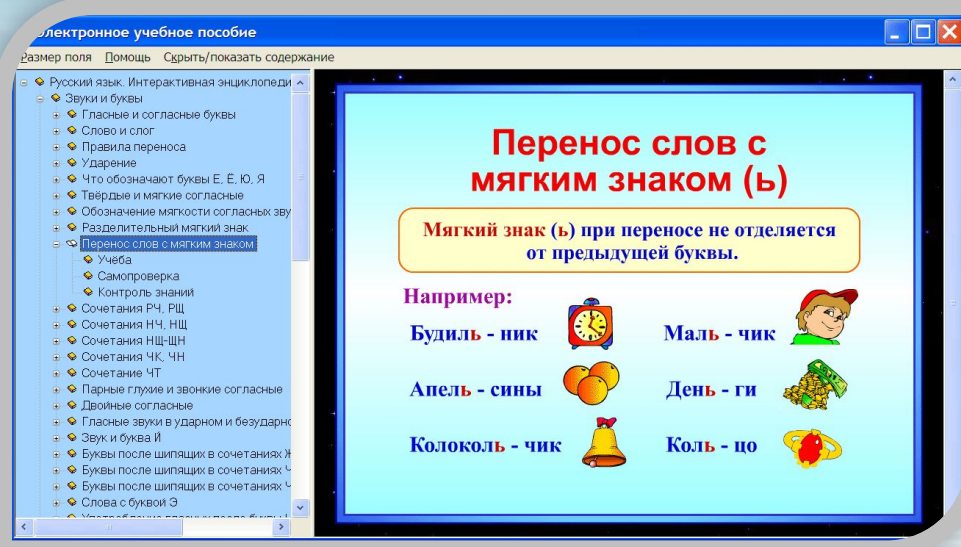 Электронное учебное пособие
Размер поля Помощь Скрыть/показать содержание
Русский язык. Интерактивная
Звуки и буквы
Гласные и согласные буквы
Слово и слог
Правила переноса
Ударение
Что обозначают буквы Е, Ё, Ю, Я
Твёрдые и мягкие согласные
Обозначение мягкости согласных
Разделительный мягкий знак
Перенос слов с мягким знаком
Учёба
Самопроверка
Контроль знаний
Сочетания РЧ, РЩ
Сочетания НЧ, НЩ
Сочетания НЩ-ЩН
Сочетания ЧК, ЧН
Сочетание ЧТ
Парные глухие и звонкие согласные
Двойные согласные
Гласные звуки в ударном и
Звук и буква Й
Буквы после шипящих в сочетаниях
Буквы после шипящих в сочетаниях
Буквы после шипящих в сочетаниях
Слова с буквой Э
Перенос слов с
мягким знаком (ь)
Мягкий знак (ь) при переносе не отделяется
от предыдущей буквы.
Например:
Будиль - ник Маль - чик
Апель - сины День - ги
Колоколь - чик Коль - цо